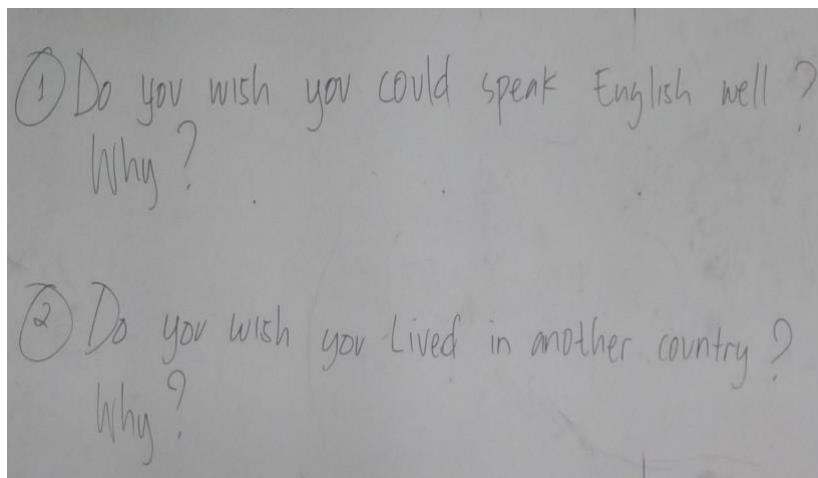 ① Do you wish you could speak English well?
Why?
② Do you wish you Lived in another country?
Why?